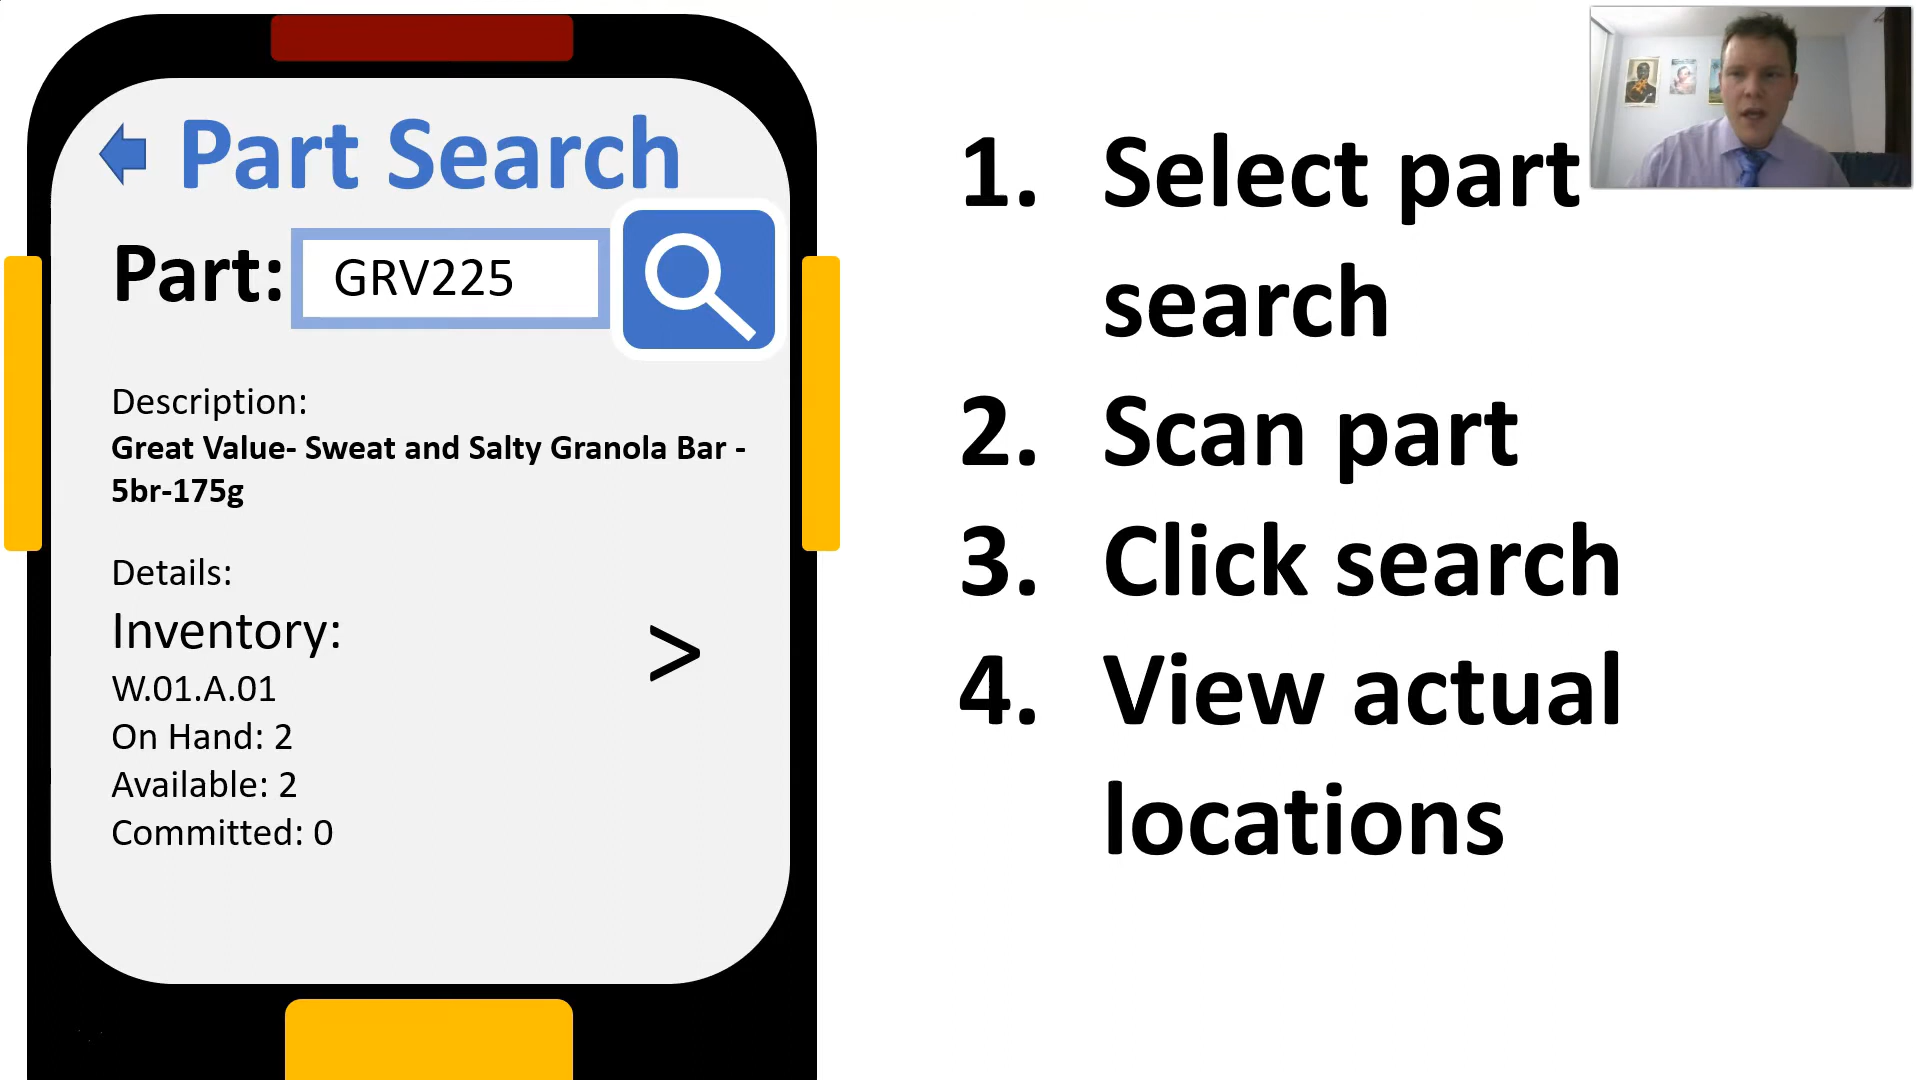 Part Search
Part: GRV225
Description:
Great Value- Sweat and Salty Granola Bar -
5br-175g
Details:
Inventory:
>
W.01.A.01
On Hand: 2
Available: 2
Committed: 0
1. Select part
search
2. Scan part
3. Click search
4. View actual
locations